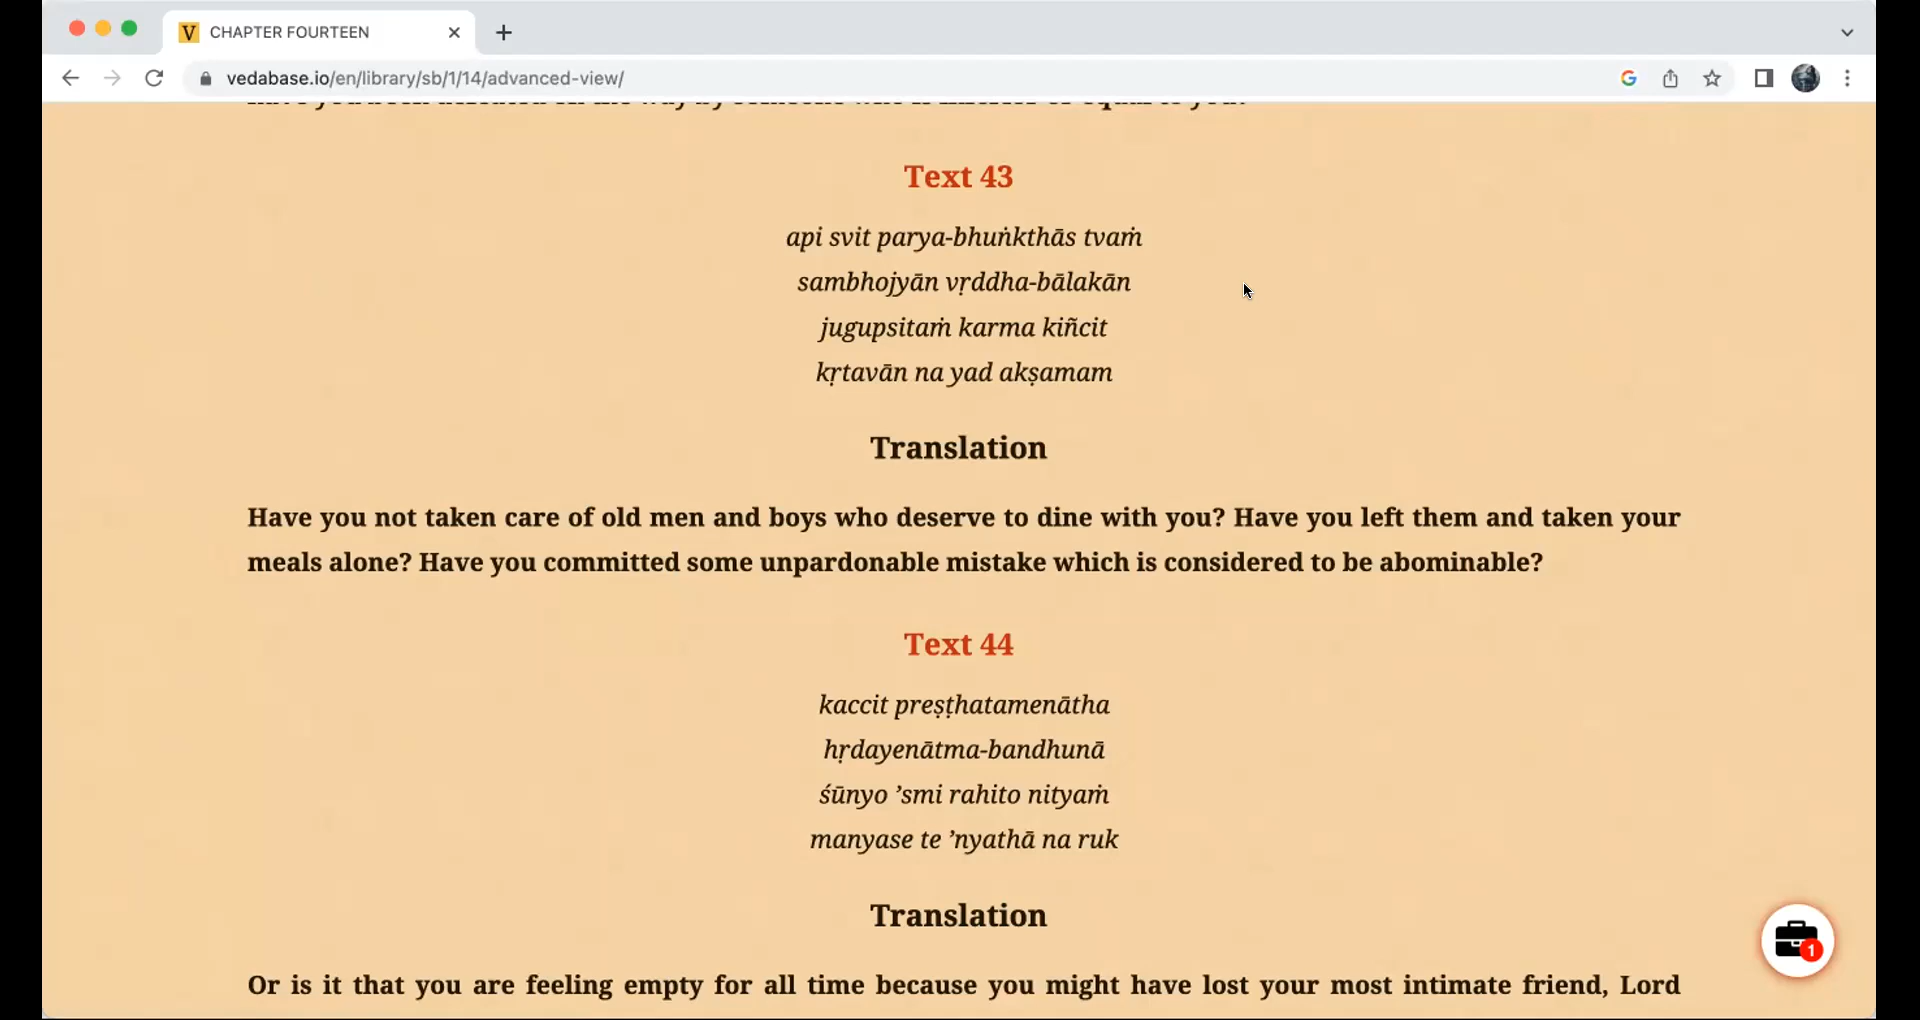 CHAPTER FOURTEEN
vedabase.io/en/library/sb/1/14/advanced-view/
Text 43
api svit parya-bhuṅkthās tvaṁ
sambhojyān vṛddha-bālakān
jugupsitaṁ karma kiñcit
kṛtavān na yad akṣamam
Translation
Have you not taken care of old men and boys who deserve to dine with you? Have you left them and taken your
meals alone? Have you committed some unpardonable mistake which is considered to be abominable?
Text 44
kaccit preṣṭhatamenātha
hṛdayenātma-bandhunā
śūnyo ’smi rahito nityaṁ
manyase te ’nyathā na ruk
Translation
Or is it that you are feeling empty for all time because you might have lost your most intimate friend, Lord
1